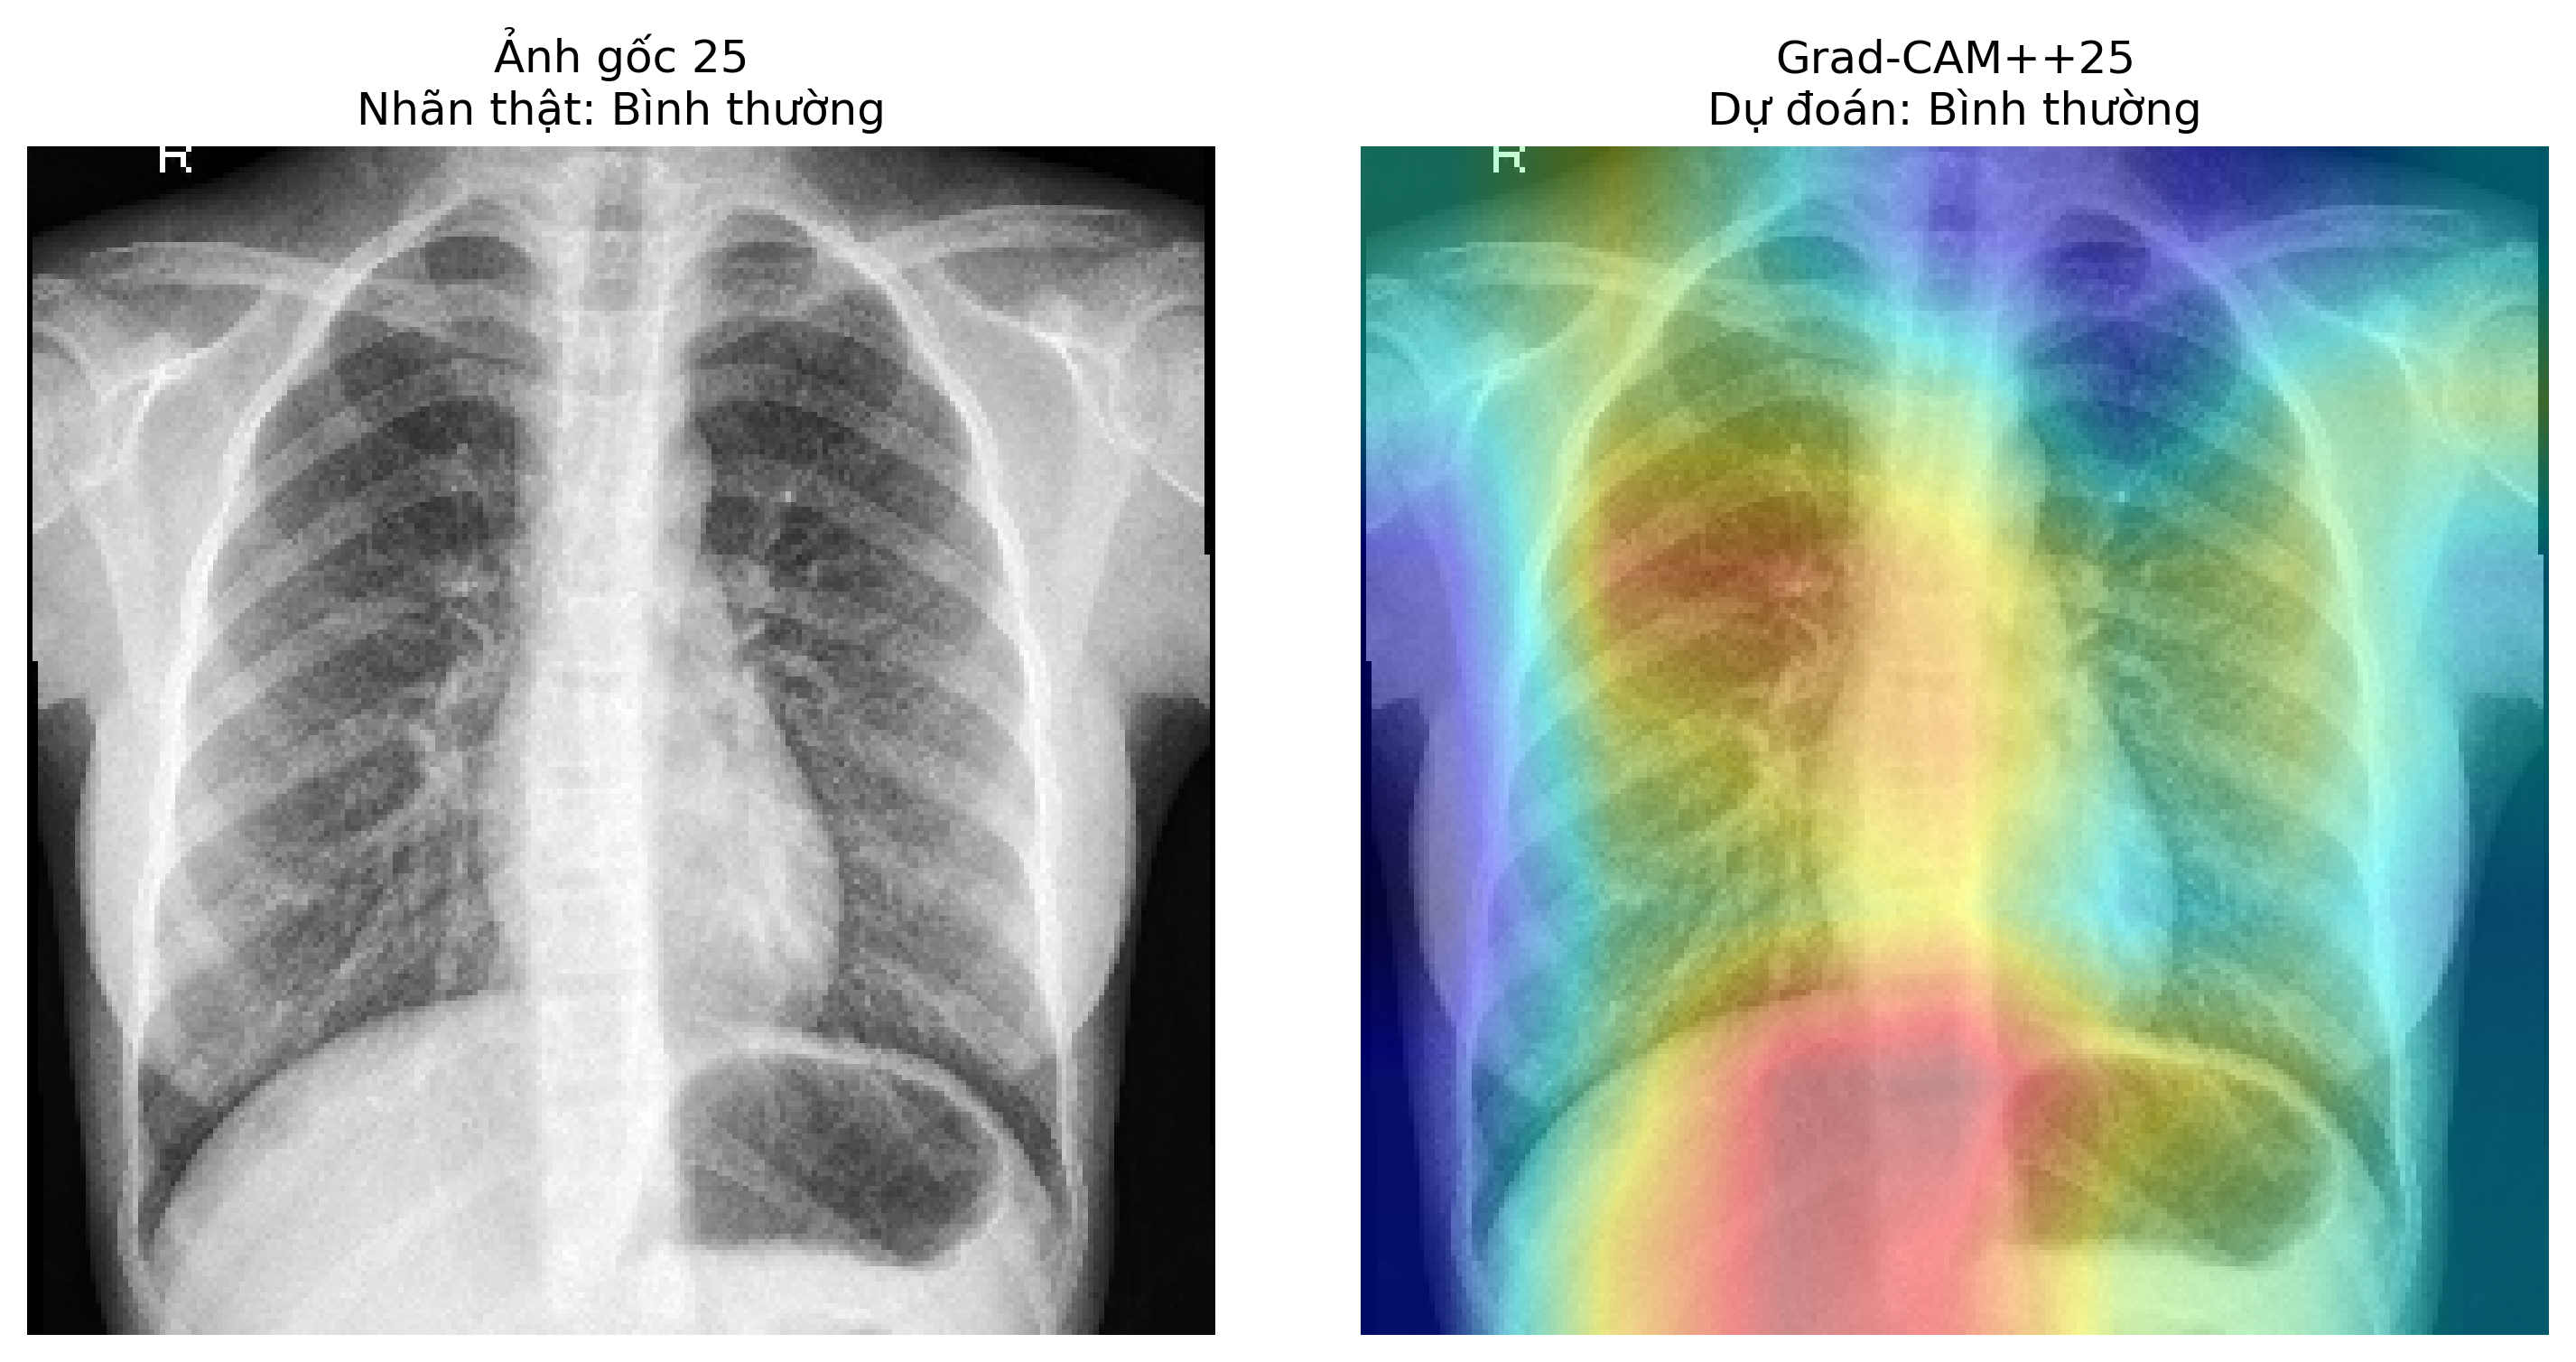 Ảnh gốc 25
Nhãn thật: Bình thường
Grad-CAM++25
Dự đoán: Bình thường